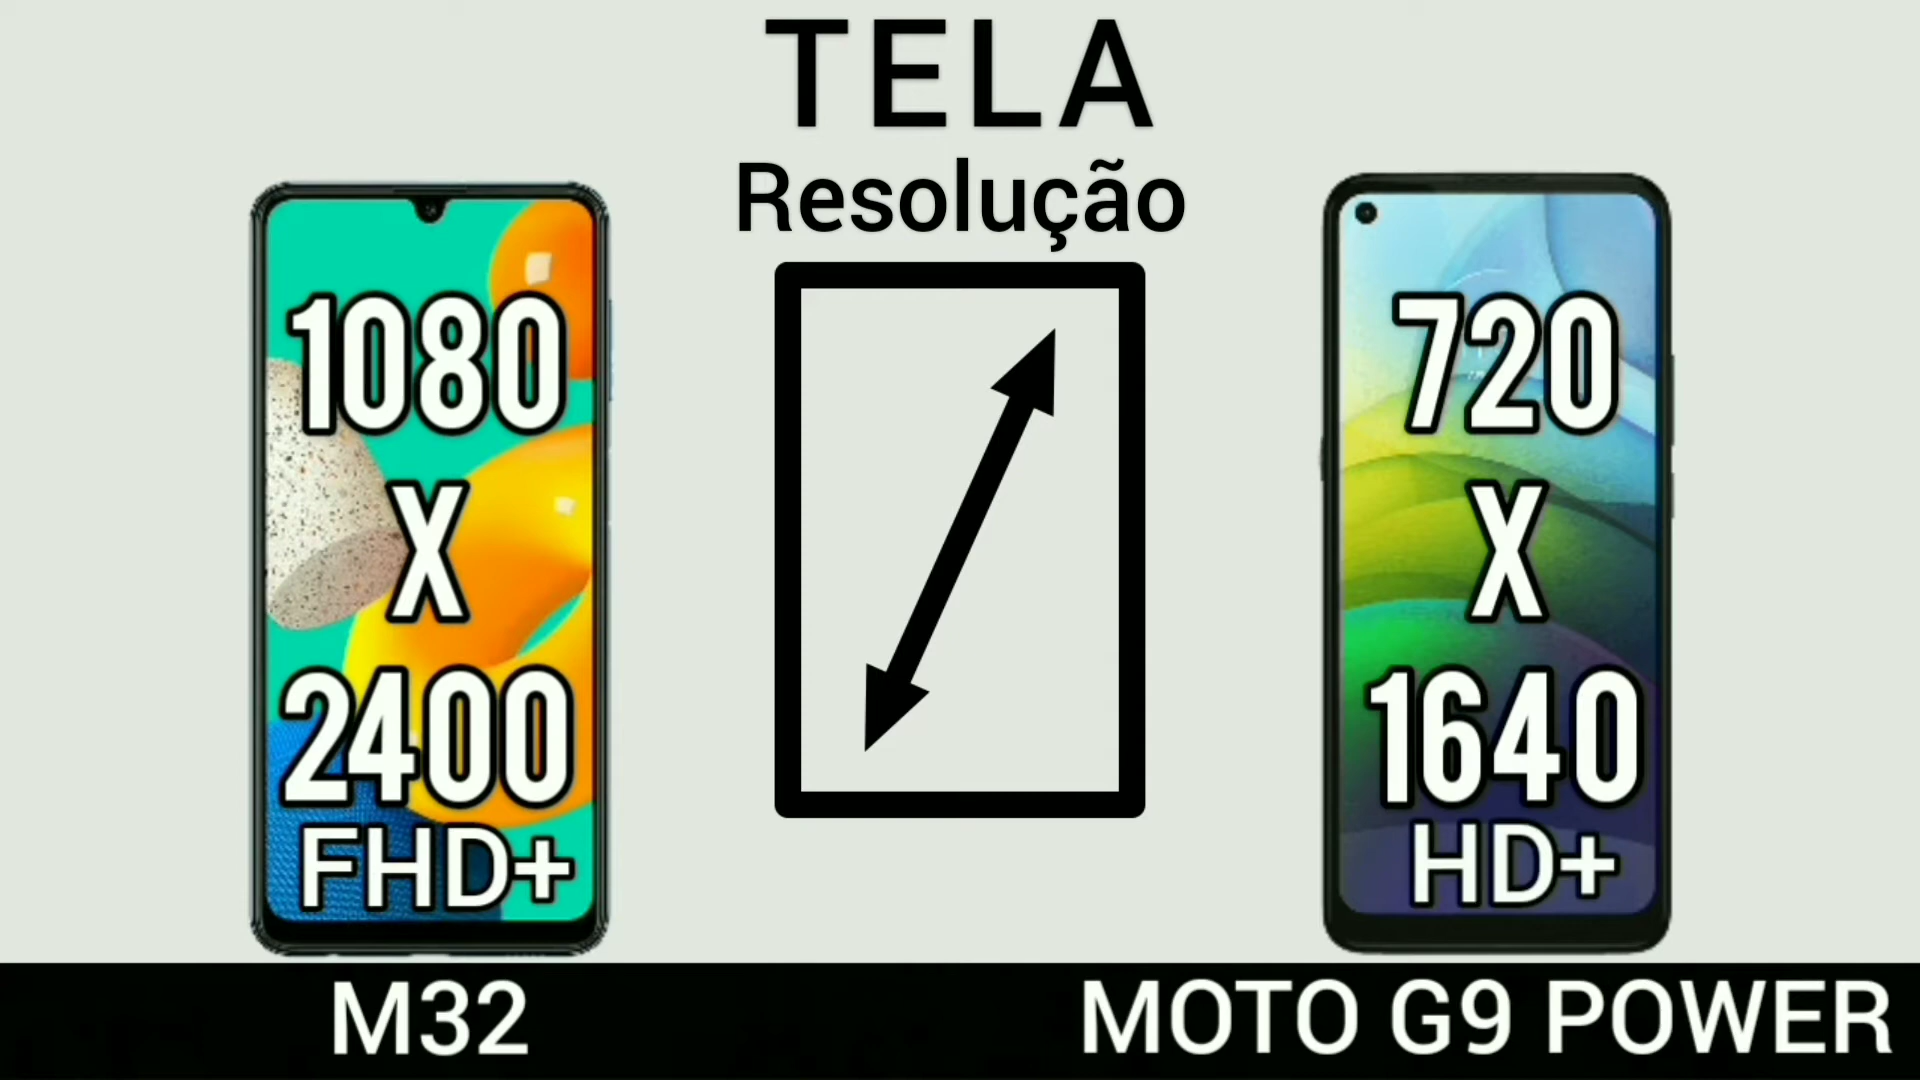 TELA
Resolução
1080
X
2400
FHD+
720
X
1640
HD+
M32
MOTO G9 POWER